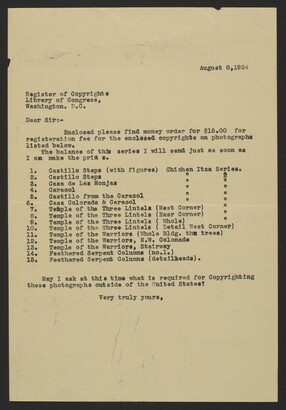 August 8, 1934
Register of Copyrights
Library of Congress,
Washington, D.C.
Dear Sir:-
Enclosed please find money order for $15.00 for
registeration fee for the enclosed copyrights on photographs
listed below.
The balance of this series I will send just as soon as
I can make the prints.
1. Castillo Steps (with figures) Chichen Itza Series.
2. Castillo Steps " "
3. Casa de Las Monjas " "
4. Caracol " "
5. Castillo from the Caracol " "
6. Casa Colorada & Caracol " "
7. Temple of the Three Lintels (West Corner) "
8. Temple of the Three Lintels (Easr Corner) "
9. Temple of the Three Lintels ( Whole) "
10. Temple of the Three Lintels ( Detail West Corner) "
11. Temple of the Warriors (Whole Bldg. thru trees) "
12. Temple of the Warriors, N.W. Colonade "
13. Temple of the Warriors, Stairway "
14. Feathered Serpent Columns (no.1.) "
15. Feathered Serpent Columns (detailheads). "
May I ask at this time what is required for Copyrighting
these photographs outside of the United States?
Very truly yours,